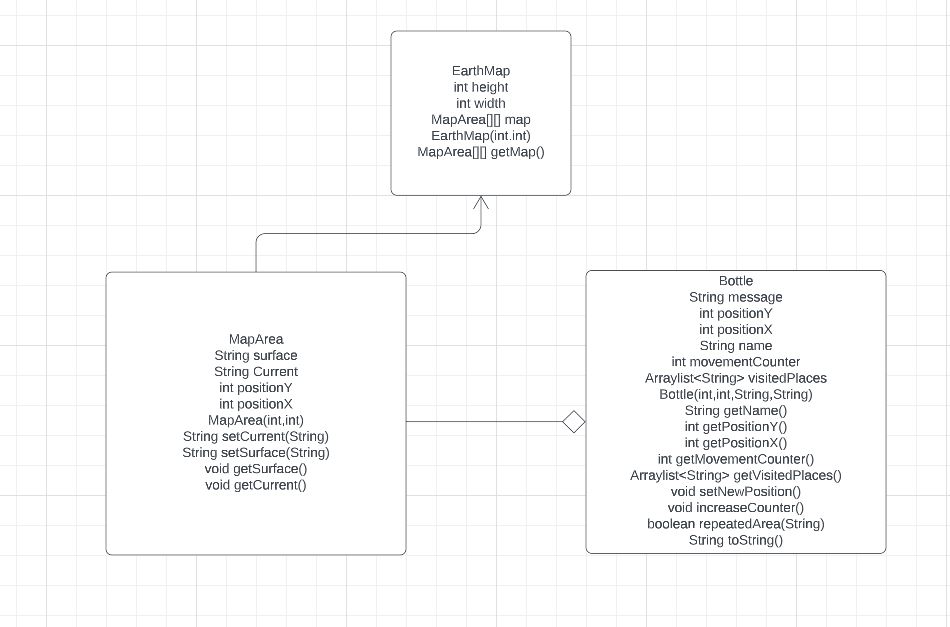 EarthMap
int height
int width
MapArea[][] map
EarthMap(int.int)
MapArea[][] getMap()
MapArea
String surface
String Current
int positionY
int positionX
MapArea(int,int)
String setCurrent(String)
String setSurface(String)
void getSurface()
void getCurrent()
Bottle
String message
int positionY
int positionX
String name
int movementCounter
Arraylist<String> visitedPlaces
Bottle(int,int,String,String)
String getName()
int getPositionY()
int getPositionX()
int getMovementCounter()
Arraylist<String> getVisitedPlaces()
void setNewPosition()
void increaseCounter()
boolean repeatedArea(String)
String toString()